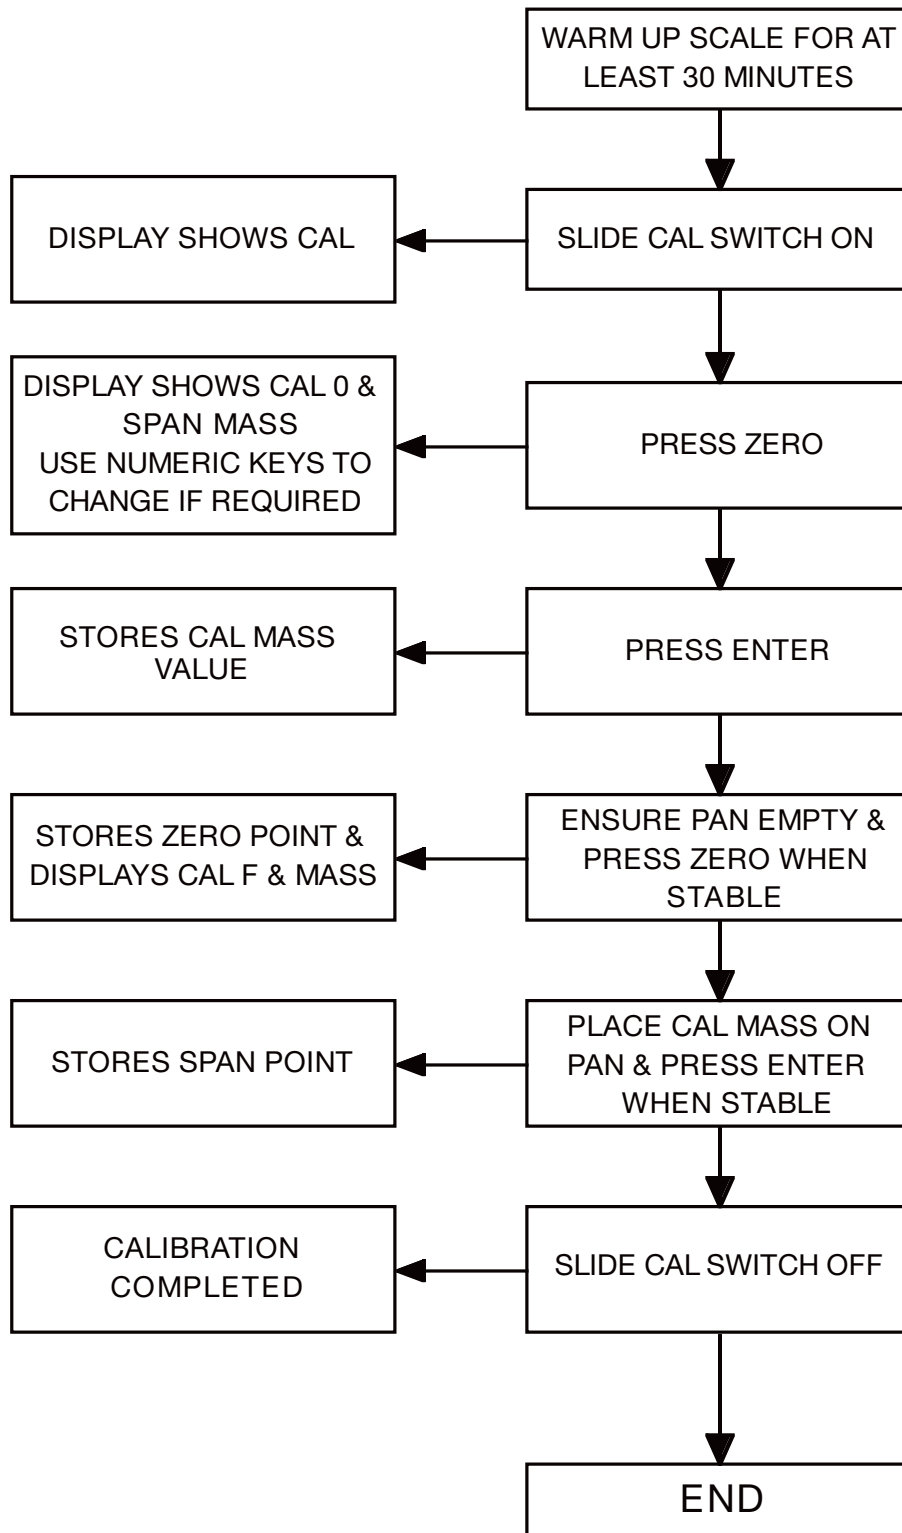 WARM UP SCALE FOR AT
LEAST 30 MINUTES
SLIDE CAL SWITCH ON
DISPLAY SHOWS CAL
PRESS ZERO
DISPLAY SHOWS CAL 0 &
SPAN MASS
USE NUMERIC KEYS TO
CHANGE IF REQUIRED
PRESS ENTER
STORES CAL MASS
VALUE
ENSURE PAN EMPTY &
PRESS ZERO WHEN
STABLE
STORES ZERO POINT &
DISPLAYS CAL F & MASS
PLACE CAL MASS ON
PAN & PRESS ENTER
WHEN STABLE
STORES SPAN POINT
SLIDE CAL SWITCH OFF
CALIBRATION
COMPLETED
END